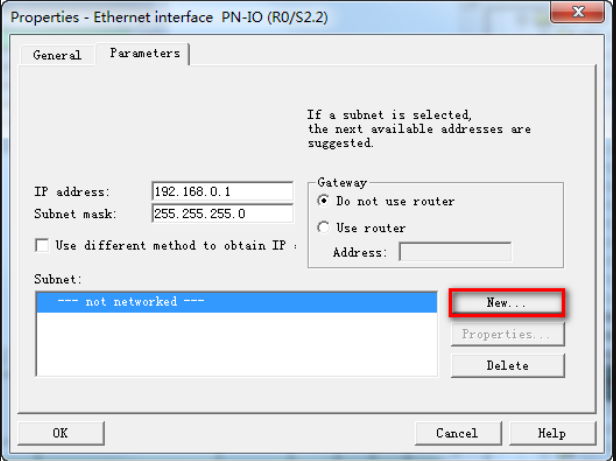 Properties - Ethernet interface PN-IO (R0/S2.2)
General
Parameters
If a subnet is selected,
the next available addresses are
suggested.
IP address:
192.168.0.1
Subnet mask:
255.255.255.0
Use different method to obtain IP :
Gateway
Do not use router
Use router
Address:
Subnet:
--- not networked ---
New...
Properties...
Delete
OK
Cancel
Help